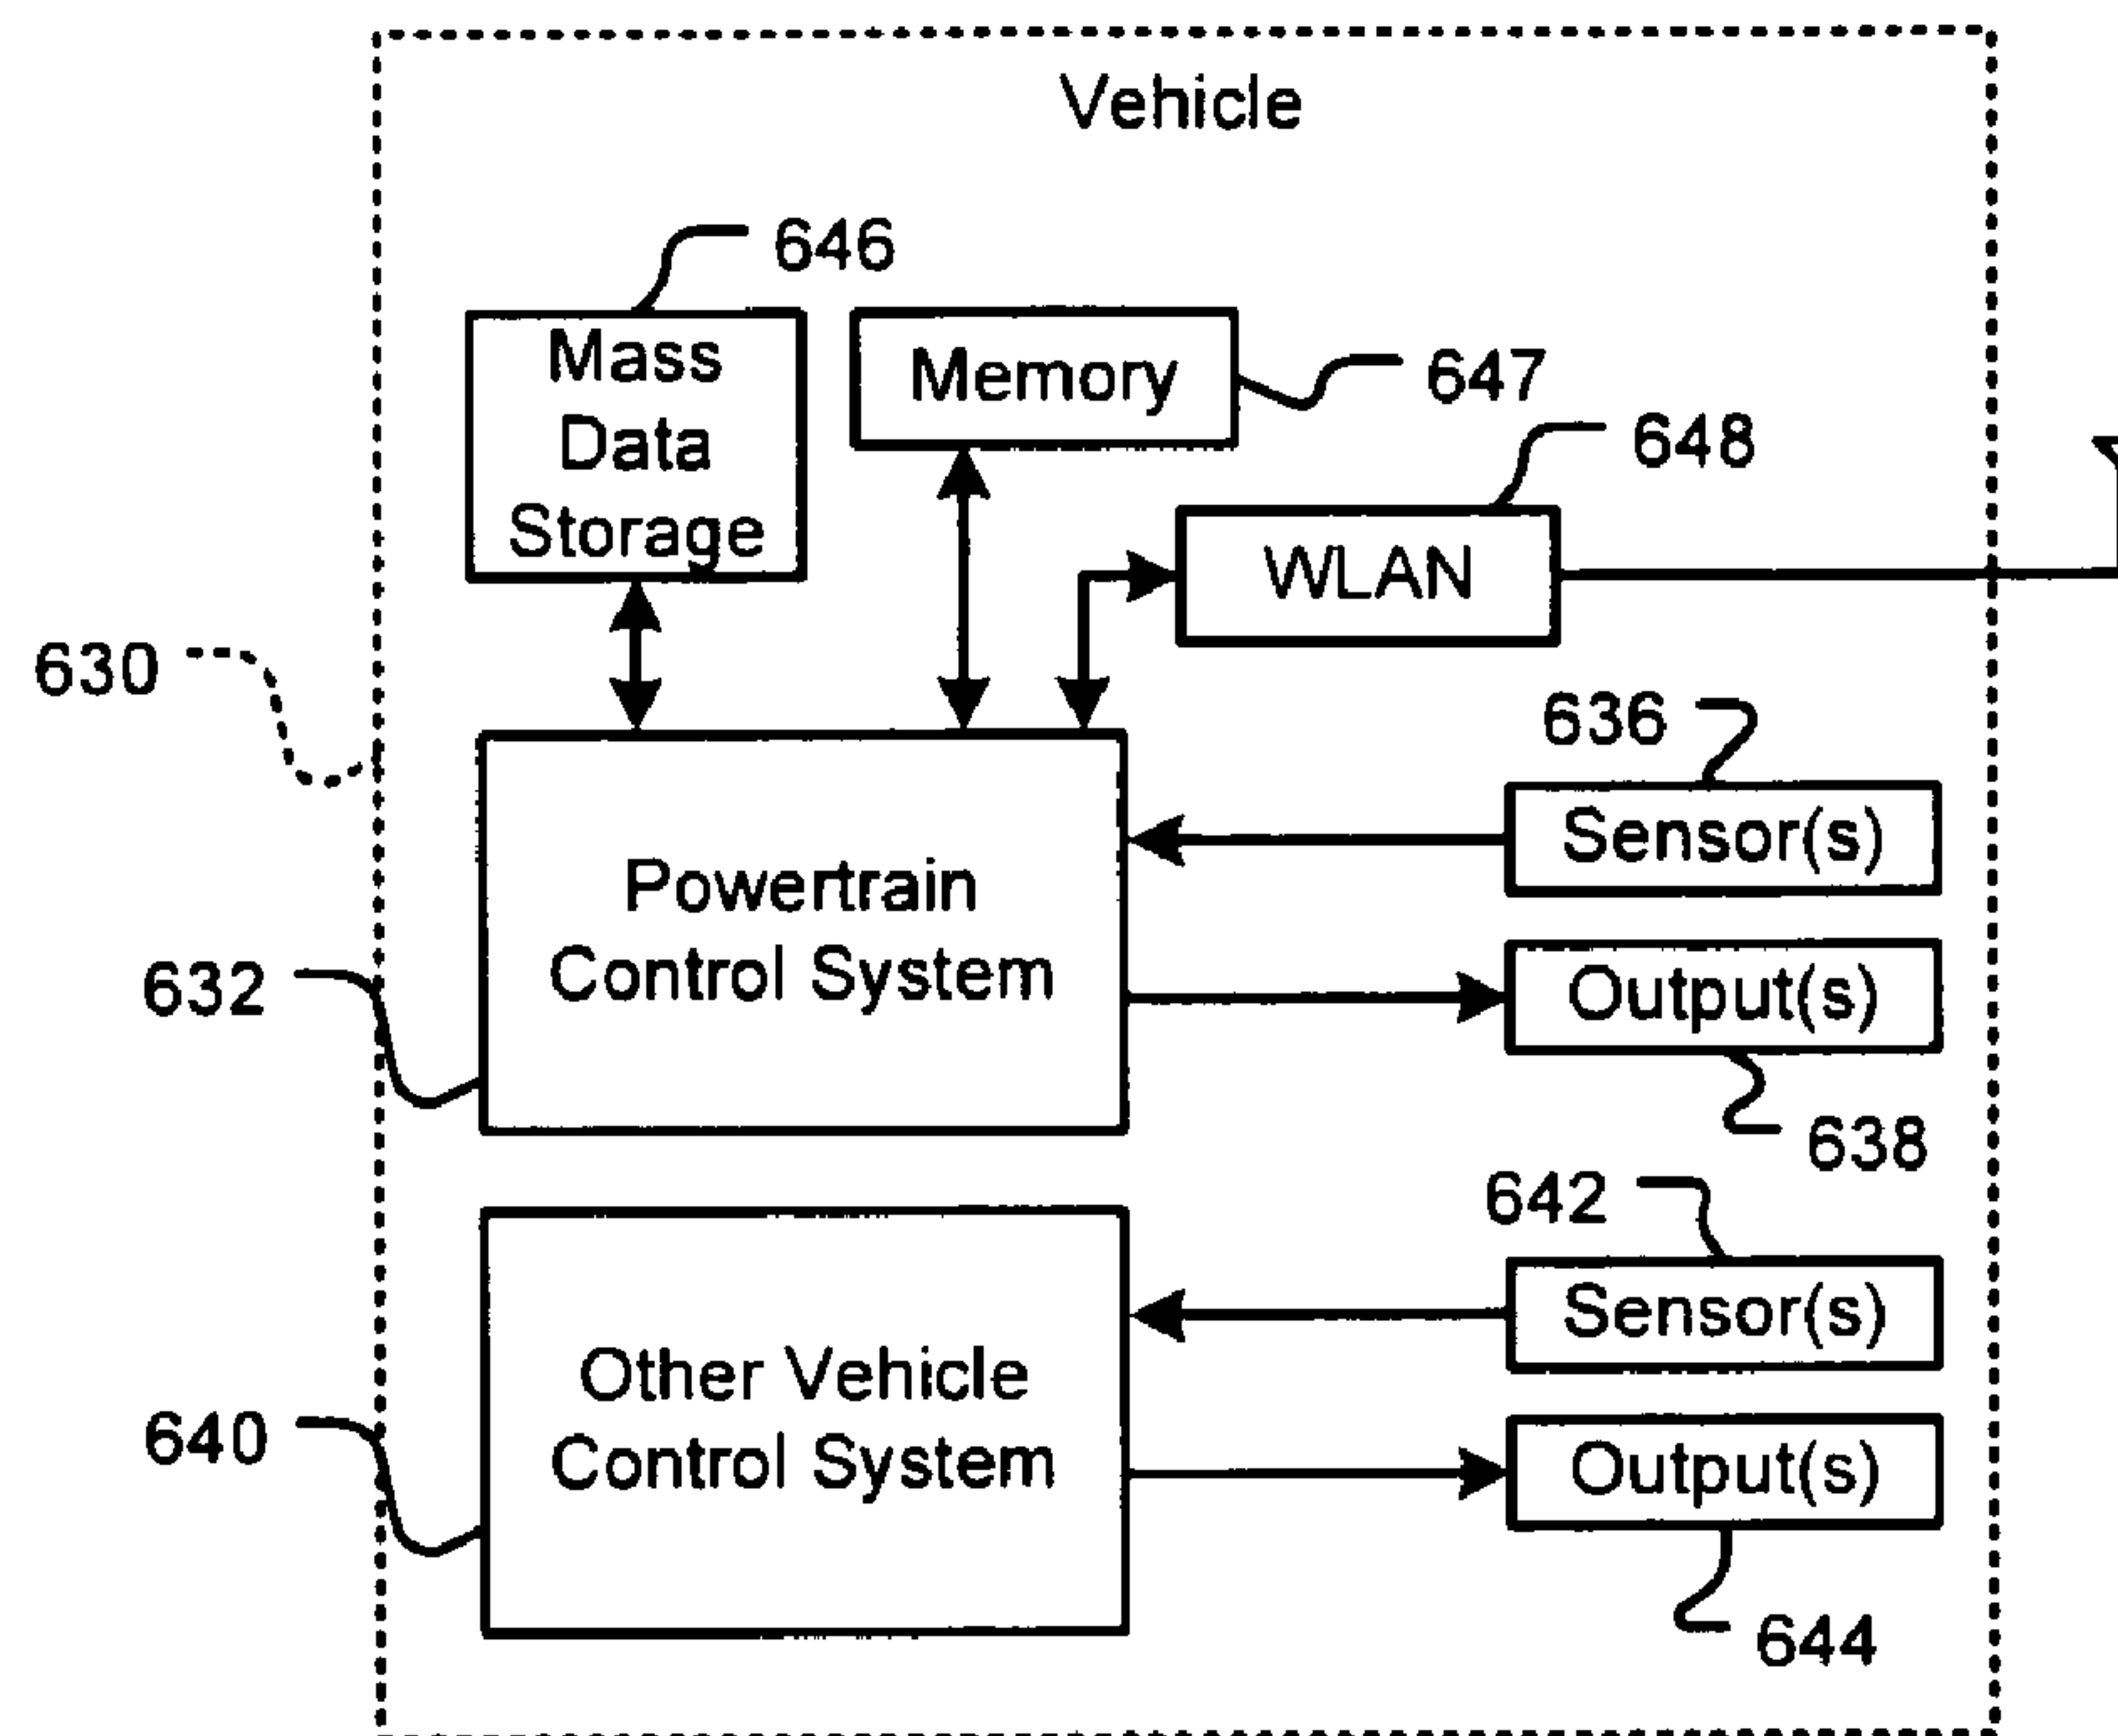 Vehicle
646
Mass
Data
Storage
Memory
647
648
WLAN
630
636
Sensor(s)
Powertrain
Control System
632
Output(s)
638
642
Sensor(s)
Other Vehicle
Control System
640
Output(s)
644